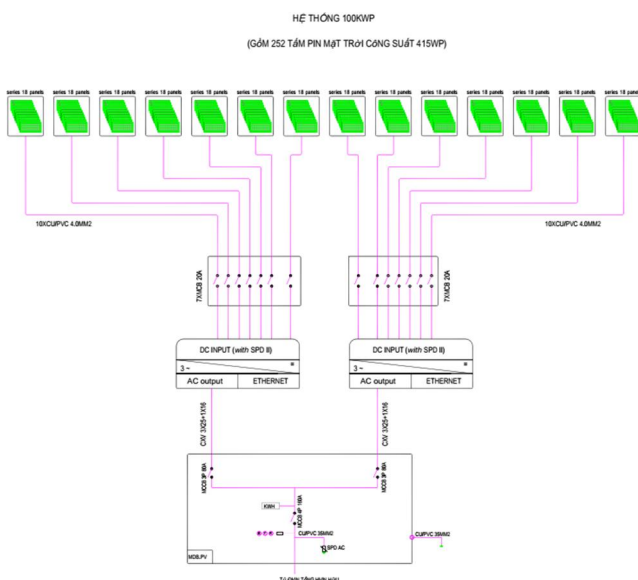 HỆ THỐNG 100KWP
(GỒM 252 TẤM PIN MẶT TRỜI CÔNG SUẤT 415WP)
series 18 panels
series 18 panels
series 18 panels
series 18 panels
series 18 panels
series 18 panels
series 18 panels
series 18 panels
series 18 panels
series 18 panels
series 18 panels
series 18 panels
series 18 panels
series 18 panels
10XCU/PVC 4.0MM2
10XCU/PVC 4.0MM2
7XMCB 20A
7XMCB 20A
DC INPUT (with SPD II)
3 ~
=
AC output
ETHERNET
DC INPUT (with SPD II)
3 ~
=
AC output
ETHERNET
CXV 3X25+1X16
CXV 3X25+1X16
MCCB 3P 80A
MCCB 3P 80A
KWH
MCCB 4P 160A
CU/PVC 35MM2
CU/PVC 35MM2
SPD AC
MDB.PV